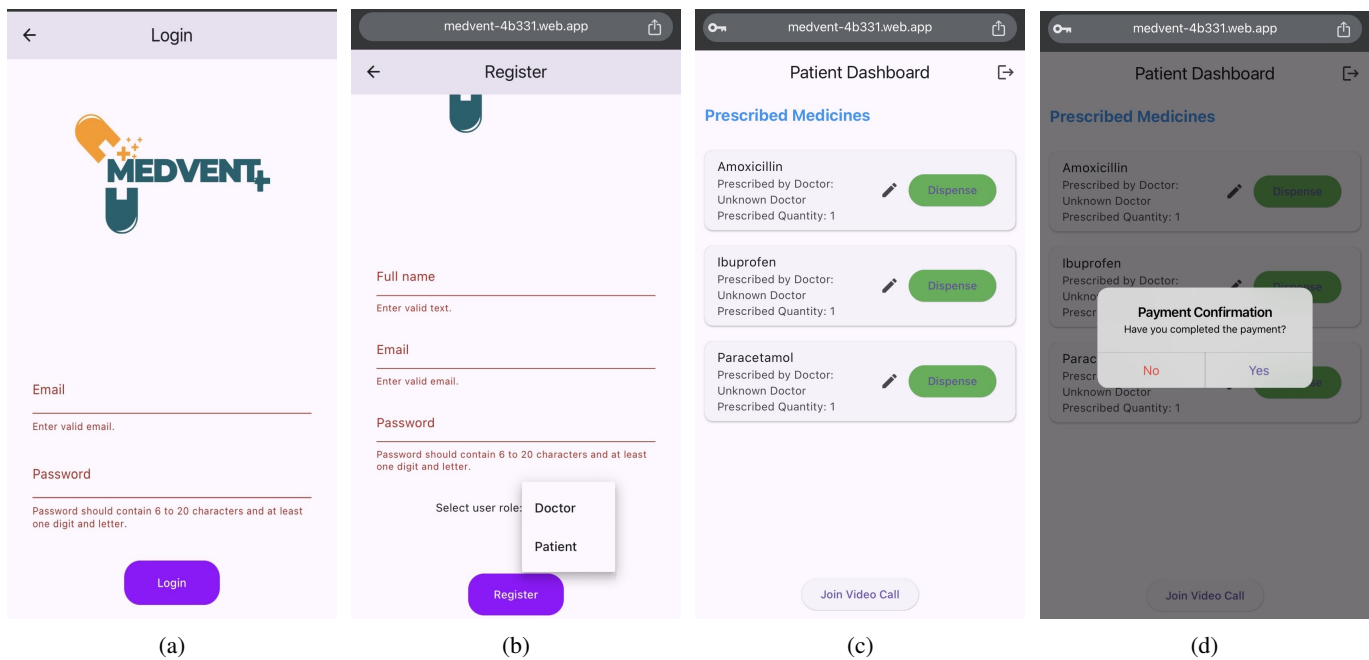 Login
MEDVENT
Email
Enter valid email.
Password
Password should contain 6 to 20 characters and at least
one digit and letter.
Login
(a)
medvent-4b331.web.app
Register
Full name
Enter valid text.
Email
Enter valid email.
Password
Password should contain 6 to 20 characters and at least
one digit and letter.
Select user role:
Doctor
Patient
Register
(b)
medvent-4b331.web.app
Patient Dashboard
Prescribed Medicines
Amoxicillin
Prescribed by Doctor:
Unknown Doctor
Prescribed Quantity: 1
Dispense
Ibuprofen
Prescribed by Doctor:
Unknown Doctor
Prescribed Quantity: 1
Dispense
Paracetamol
Prescribed by Doctor:
Unknown Doctor
Prescribed Quantity: 1
Dispense
Join Video Call
(c)
medvent-4b331.web.app
Patient Dashboard
Prescribed Medicines
Amoxicillin
Prescribed by Doctor:
Unknown Doctor
Prescribed Quantity: 1
Dispense
Ibuprofen
Prescribed by Doctor:
Unkno
Prescr
Dispense
Payment Confirmation
Have you completed the payment?
No
Yes
Parac
Prescr
Unknown Doctor
Prescribed Quantity: 1
Join Video Call
(d)